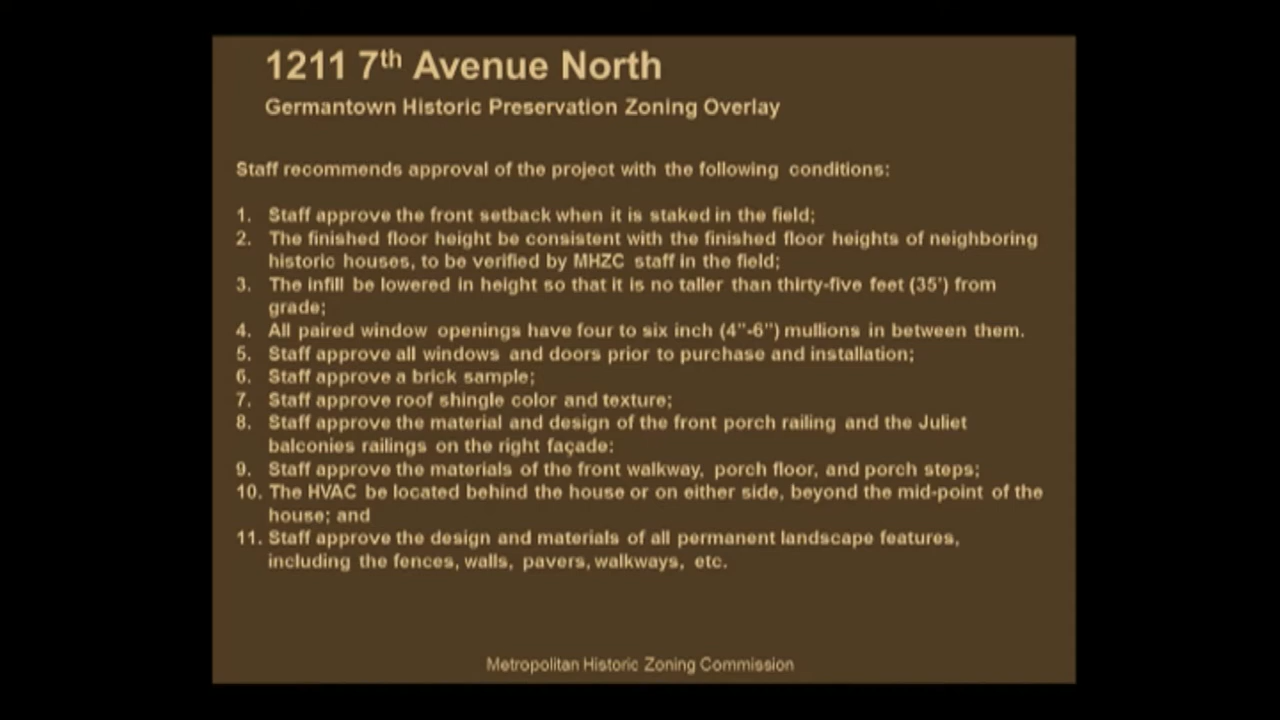 1211 7th Avenue North
Germantown Historic Preservation Zoning Overlay
Staff recommends approval of the project with the following conditions:
1. Staff approve the front setback when it is staked in the field;
2. The finished floor height be consistent with the finished floor heights of neighboring
historic houses, to be verified by MHZC staff in the field;
3. The infill be lowered in height so that it is no taller than thirty-five feet (35') from
grade;
4. All paired window openings have four to six inch (4"-6") mullions in between them.
5. Staff approve all windows and doors prior to purchase and installation;
6. Staff approve a brick sample;
7. Staff approve roof shingle color and texture;
8. Staff approve the material and design of the front porch railing and the Juliet
balconies railings on the right façade:
9. Staff approve the materials of the front walkway, porch floor, and porch steps;
10. The HVAC be located behind the house or on either side, beyond the mid-point of the
house; and
11. Staff approve the design and materials of all permanent landscape features,
including the fences, walls, pavers, walkways, etc.
Metropolitan Historic Zoning Commission